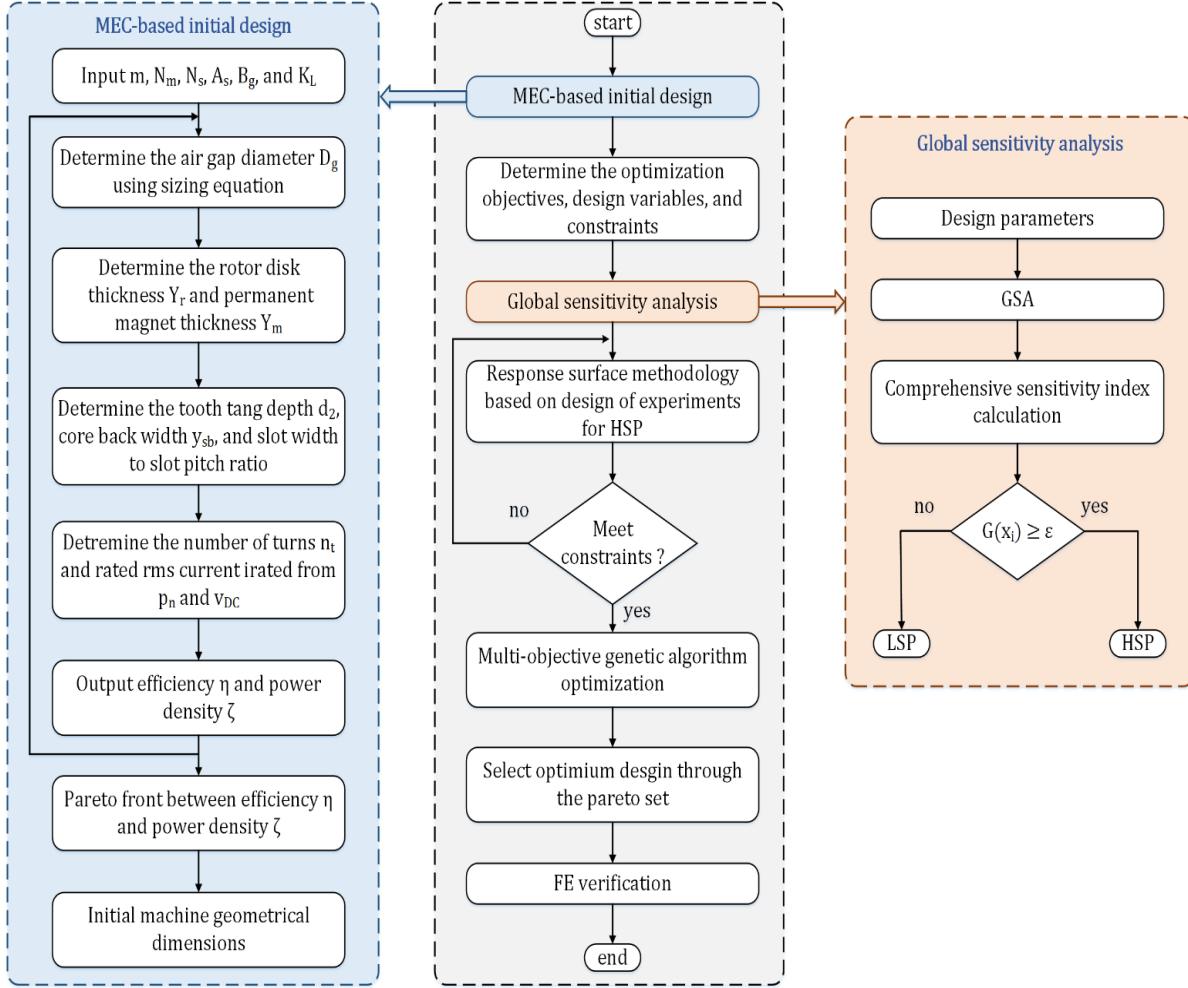 MEC-based initial design
Input m, Nₘ, Nₛ, Aₛ, B_g, and K_L
Determine the air gap diameter D_g
using sizing equation
Determine the rotor disk
thickness Yᵣ and permanent
magnet thickness Yₘ
Determine the tooth tang depth d₂,
core back width y_sb, and slot width
to slot pitch ratio
Detremine the number of turns nₜ
and rated rms current irated from
pₙ and v_DC
Output efficiency η and power
density ζ
Pareto front between efficiency η
and power density ζ
Initial machine geometrical
dimensions
start
MEC-based initial design
Determine the optimization
objectives, design variables, and
constraints
Global sensitivity analysis
Response surface methodology
based on design of experiments
for HSP
no
Meet
constraints ?
yes
Multi-objective genetic algorithm
optimization
Select optimium desgin through
the pareto set
FE verification
end
Global sensitivity analysis
Design parameters
GSA
Comprehensive sensitivity index
calculation
no
yes
G(xᵢ) ≥ ε
LSP
HSP